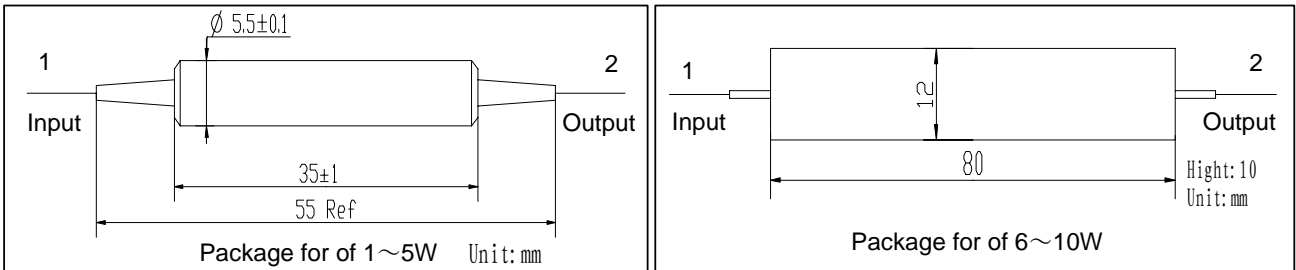 Ø 5.5±0.1
1
2
Input
Output
35±1
55 Ref
Package for of 1～5W Unit:mm
1
2
12
Input
Output
80
Hight:10
Unit:mm
Package for of 6～10W